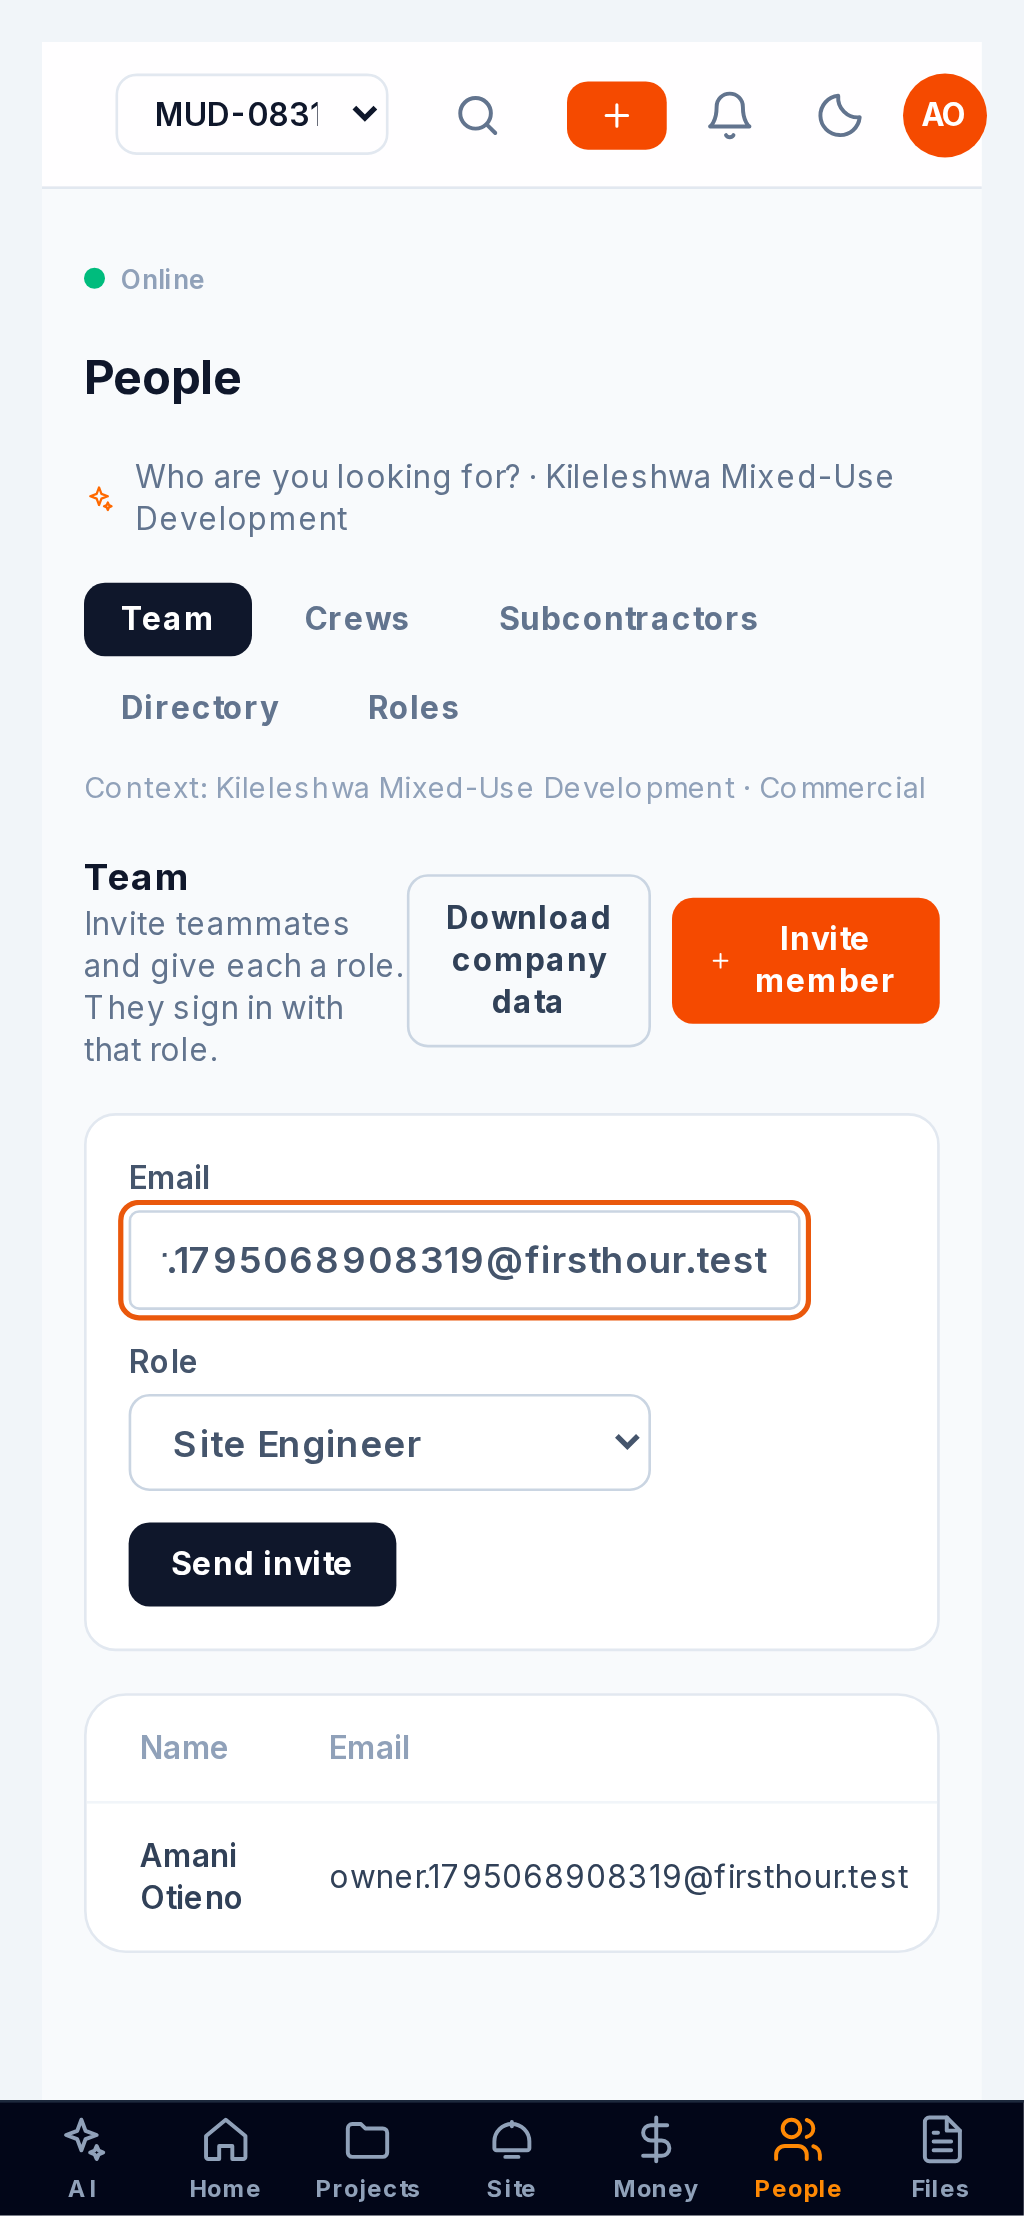 MUD-0831
AO
Online
People
Who are you looking for? · Kileleshwa Mixed-Use
Development
Team
Crews
Subcontractors
Directory
Roles
Context: Kileleshwa Mixed-Use Development · Commercial
Team
Invite teammates
and give each a role.
They sign in with
that role.
Download
company
data
+ Invite
member
Email
.1795068908319@firsthour.test
Role
Site Engineer
Send invite
Name
Email
Amani
Otieno
owner.1795068908319@firsthour.test
AI
Home
Projects
Site
Money
People
Files